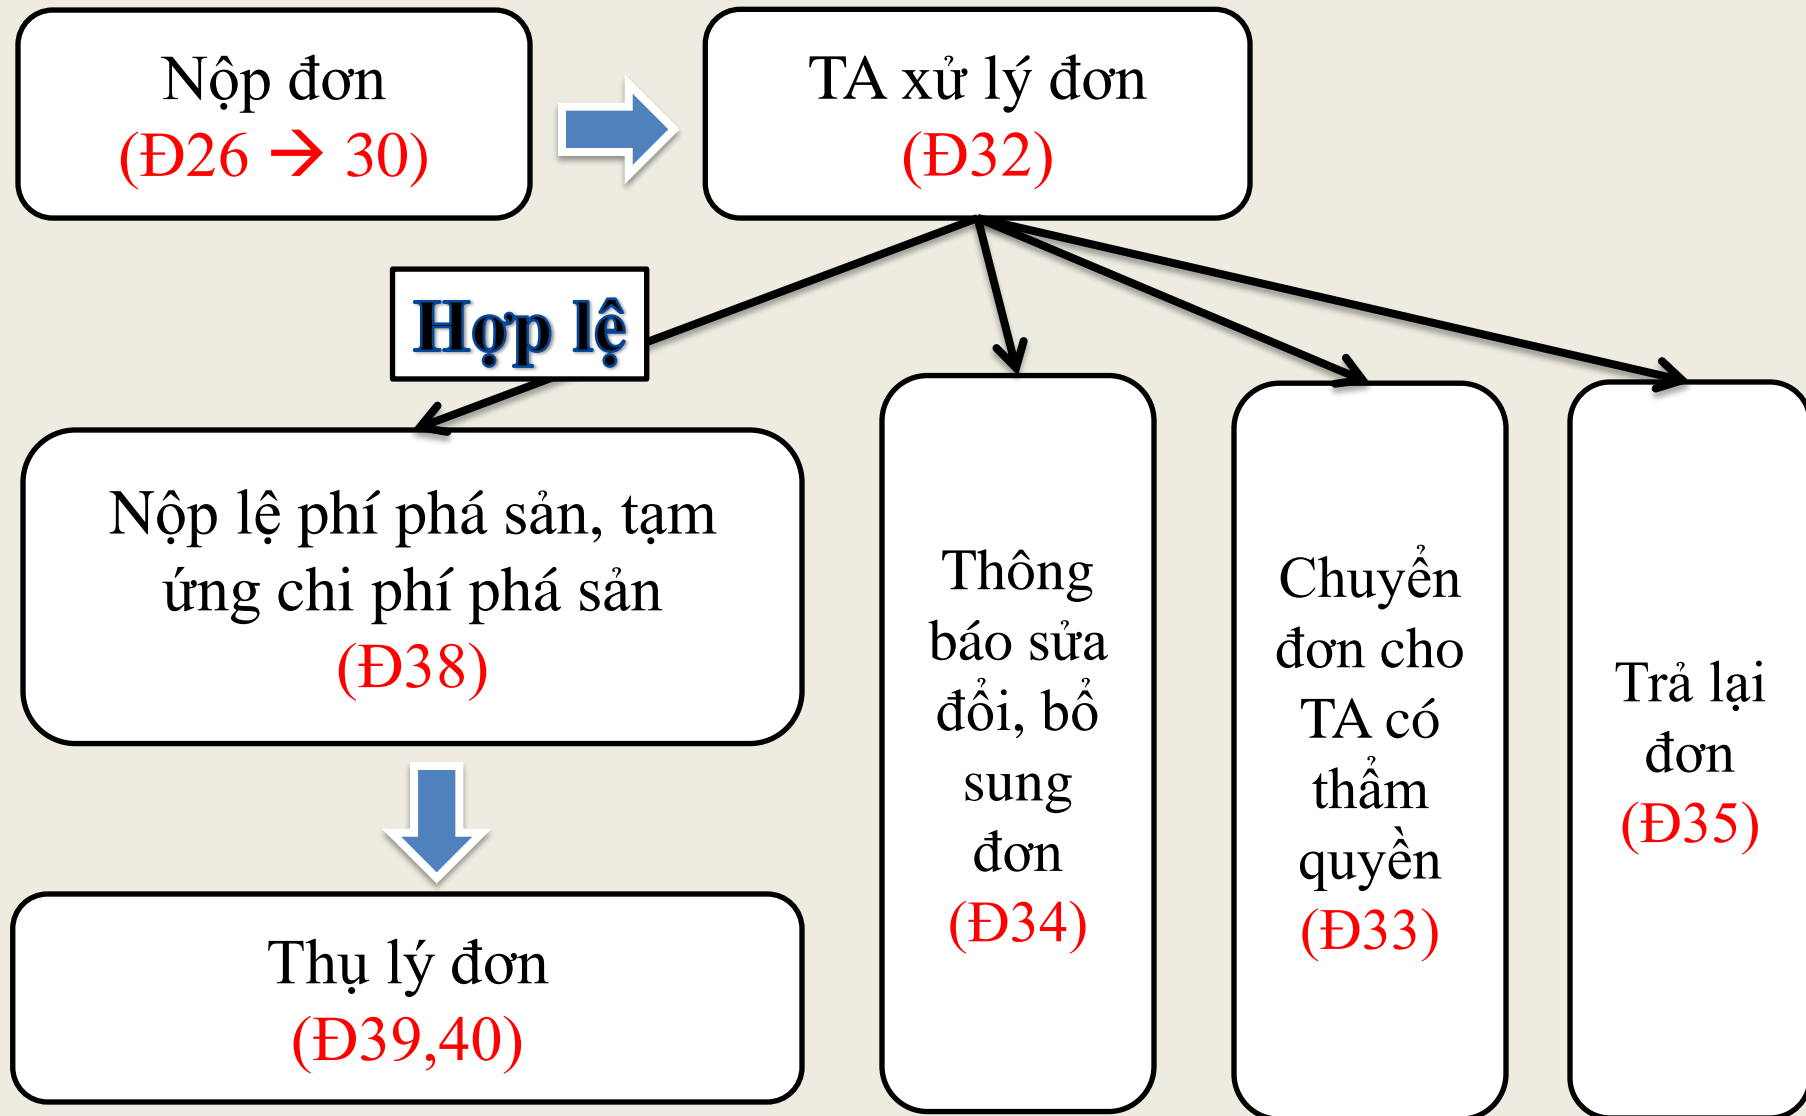 Nộp đơn
(Đ26 → 30)
TA xử lý đơn
(Đ32)
Hợp lệ
Nộp lệ phí phá sản, tạm
ứng chi phí phá sản
(Đ38)
Thụ lý đơn
(Đ39,40)
Thông
báo sửa
đổi, bổ
sung
đơn
(Đ34)
Chuyển
đơn cho
TA có
thẩm
quyền
(Đ33)
Trả lại
đơn
(Đ35)